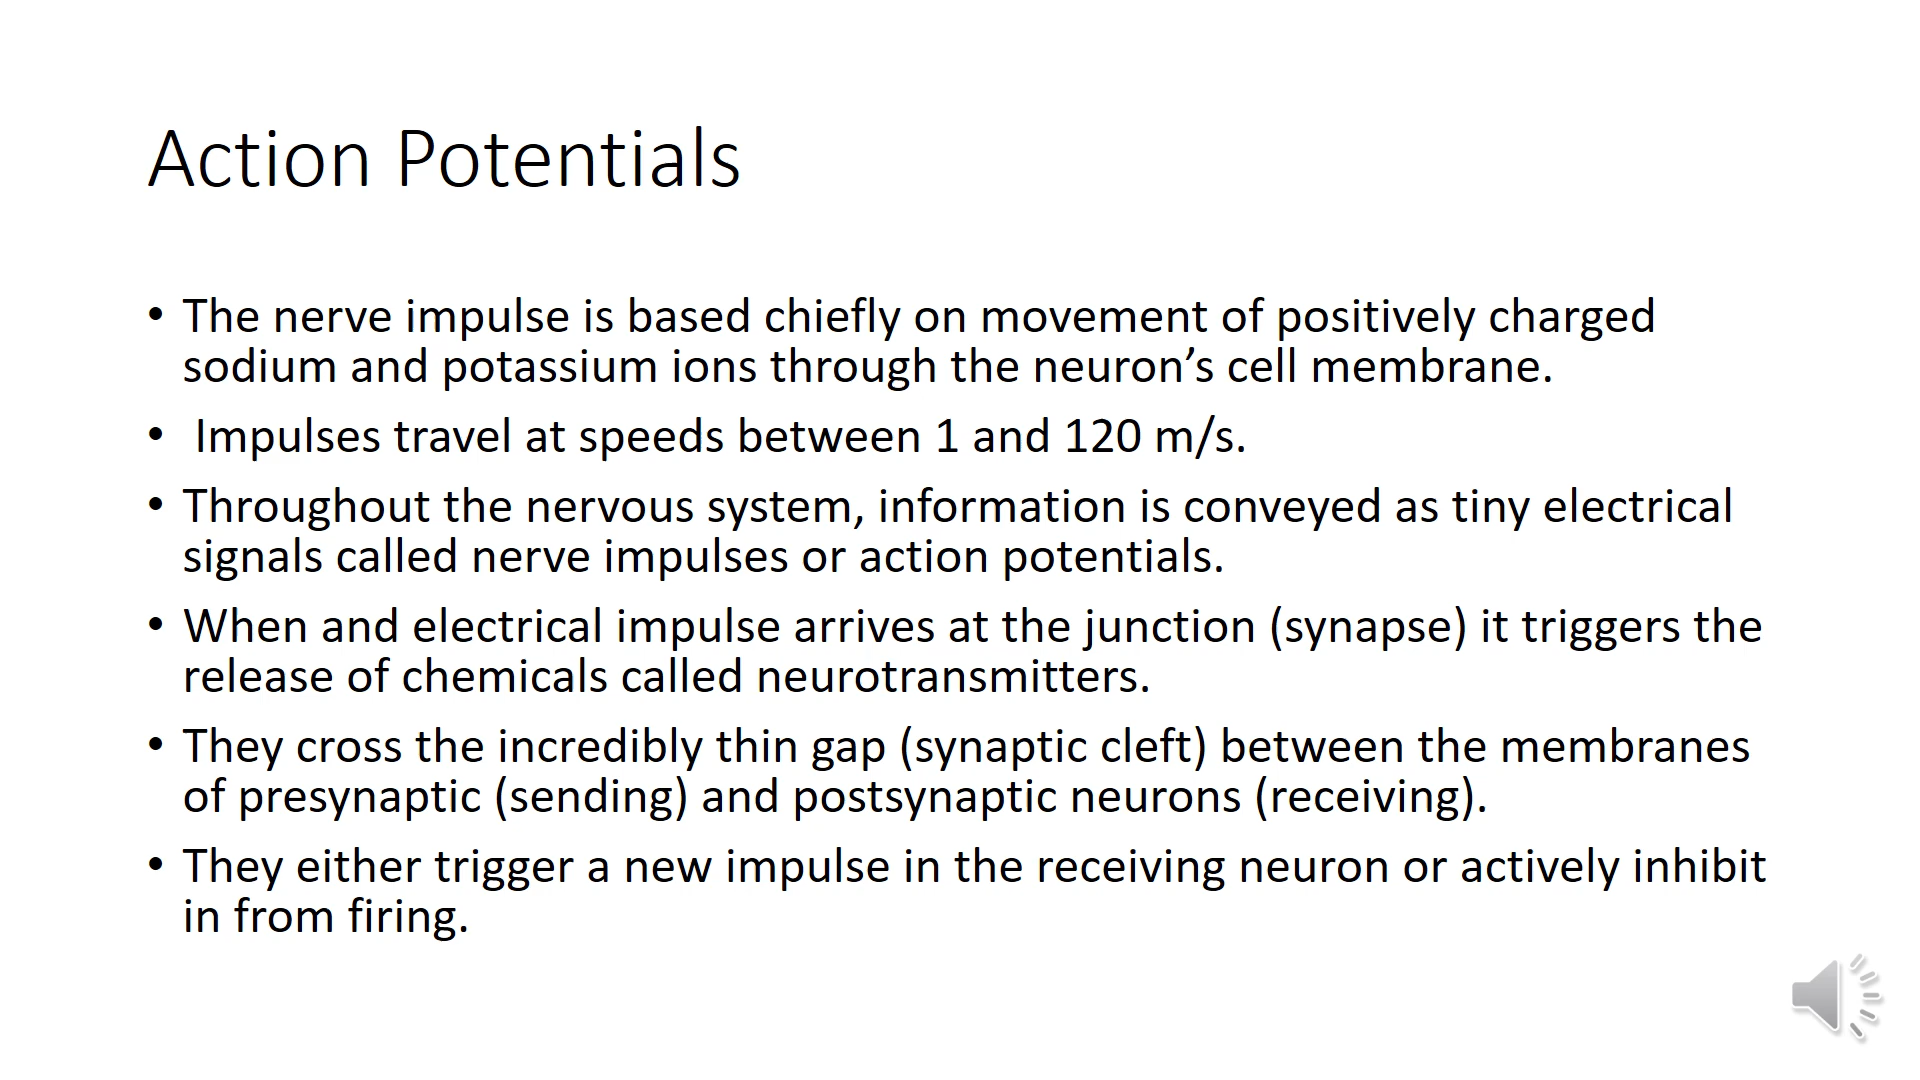 Action Potentials
• The nerve impulse is based chiefly on movement of positively charged
sodium and potassium ions through the neuron’s cell membrane.
• Impulses travel at speeds between 1 and 120 m/s.
• Throughout the nervous system, information is conveyed as tiny electrical
signals called nerve impulses or action potentials.
• When and electrical impulse arrives at the junction (synapse) it triggers the
release of chemicals called neurotransmitters.
• They cross the incredibly thin gap (synaptic cleft) between the membranes
of presynaptic (sending) and postsynaptic neurons (receiving).
• They either trigger a new impulse in the receiving neuron or actively inhibit
in from firing.